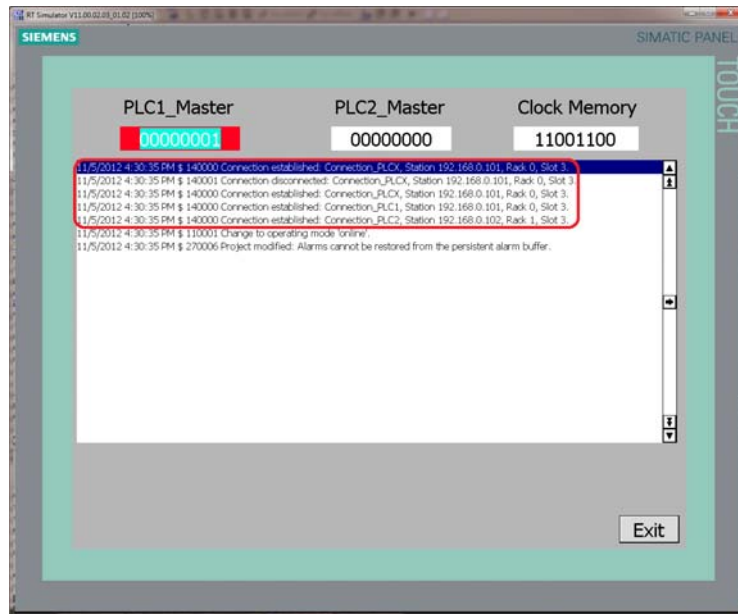 RT Simulator V11.00.02.03_01.02 [100%]
SIEMENS
SIMATIC PANEL
TOUCH
PLC1_Master PLC2_Master Clock Memory
00000001 00000000 11001100
11/5/2012 4:30:35 PM $ 140000 Connection established: Connection_PLCX, Station 192.168.0.101, Rack 0, Slot 3.
11/5/2012 4:30:35 PM $ 140001 Connection disconnected: Connection_PLCX, Station 192.168.0.101, Rack 0, Slot 3.
11/5/2012 4:30:35 PM $ 140000 Connection established: Connection_PLCX, Station 192.168.0.101, Rack 0, Slot 3.
11/5/2012 4:30:35 PM $ 140000 Connection established: Connection_PLC1, Station 192.168.0.101, Rack 0, Slot 3.
11/5/2012 4:30:35 PM $ 140000 Connection established: Connection_PLC2, Station 192.168.0.102, Rack 1, Slot 3.
11/5/2012 4:30:35 PM $ 110001 Change to operating mode 'online'.
11/5/2012 4:30:35 PM $ 270006 Project modified: Alarms cannot be restored from the persistent alarm buffer.
Exit